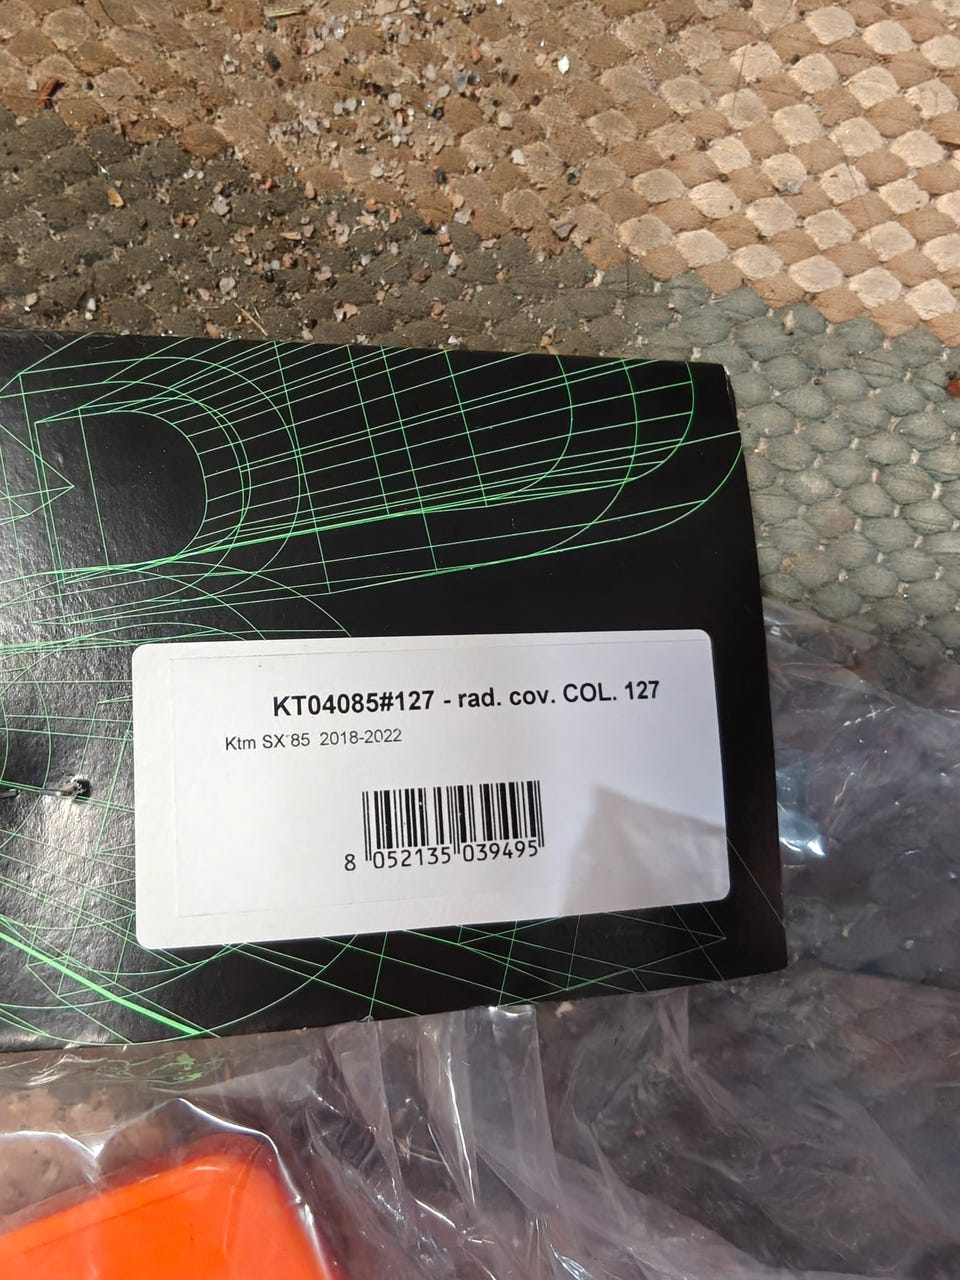 KT04085#127 - rad. cov. COL. 127
Ktm SX 85 2018-2022
8 052135 039495